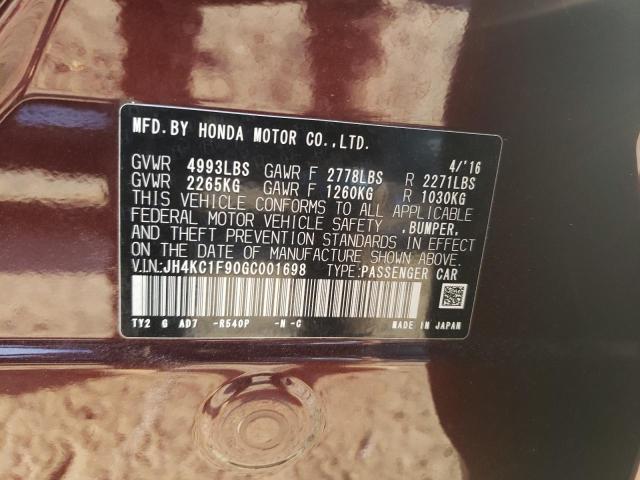 MFD.BY HONDA MOTOR CO.,LTD.
4/'16
GVWR 4993LBS GAWR F 2778LBS R 2271LBS
GVWR 2265KG GAWR F 1260KG R 1030KG
THIS VEHICLE CONFORMS TO ALL APPLICABLE
FEDERAL MOTOR VEHICLE SAFETY ,BUMPER,
AND THEFT PREVENTION STANDARDS IN EFFECT
ON THE DATE OF MANUFACTURE SHOWN ABOVE.
V.I.N:JH4KC1F90GC001698 TYPE:PASSENGER CAR
TY2 G AD7 -R540P -N -C MADE IN JAPAN